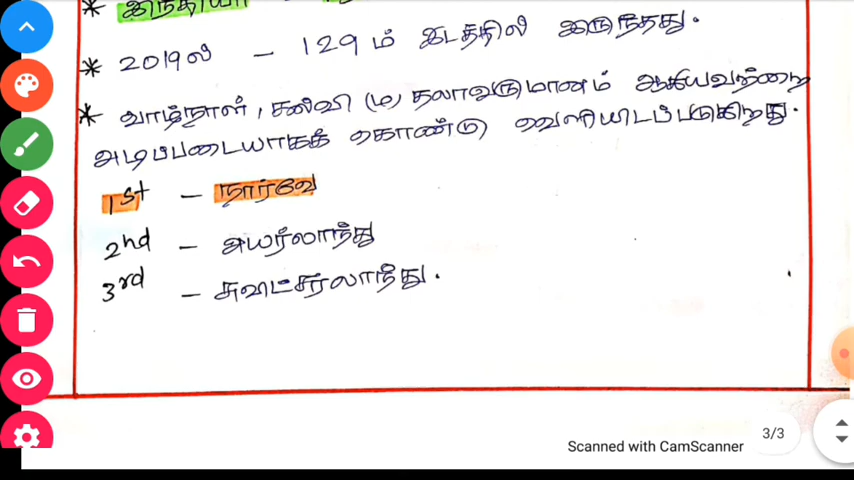 * இந்தியா -
* 2019ல் - 129ம் இடத்தில் இருந்தது.
* வாழ்நாள், கல்வி (ம) தலாவருமானம் ஆகியவற்றை
அடிப்படையாகக் கொண்டு வெளியிடப்படுகிறது.
1st - நார்வே
2nd - அயர்லாந்து
3rd - சுவிட்சர்லாந்து.
3/3
Scanned with CamScanner